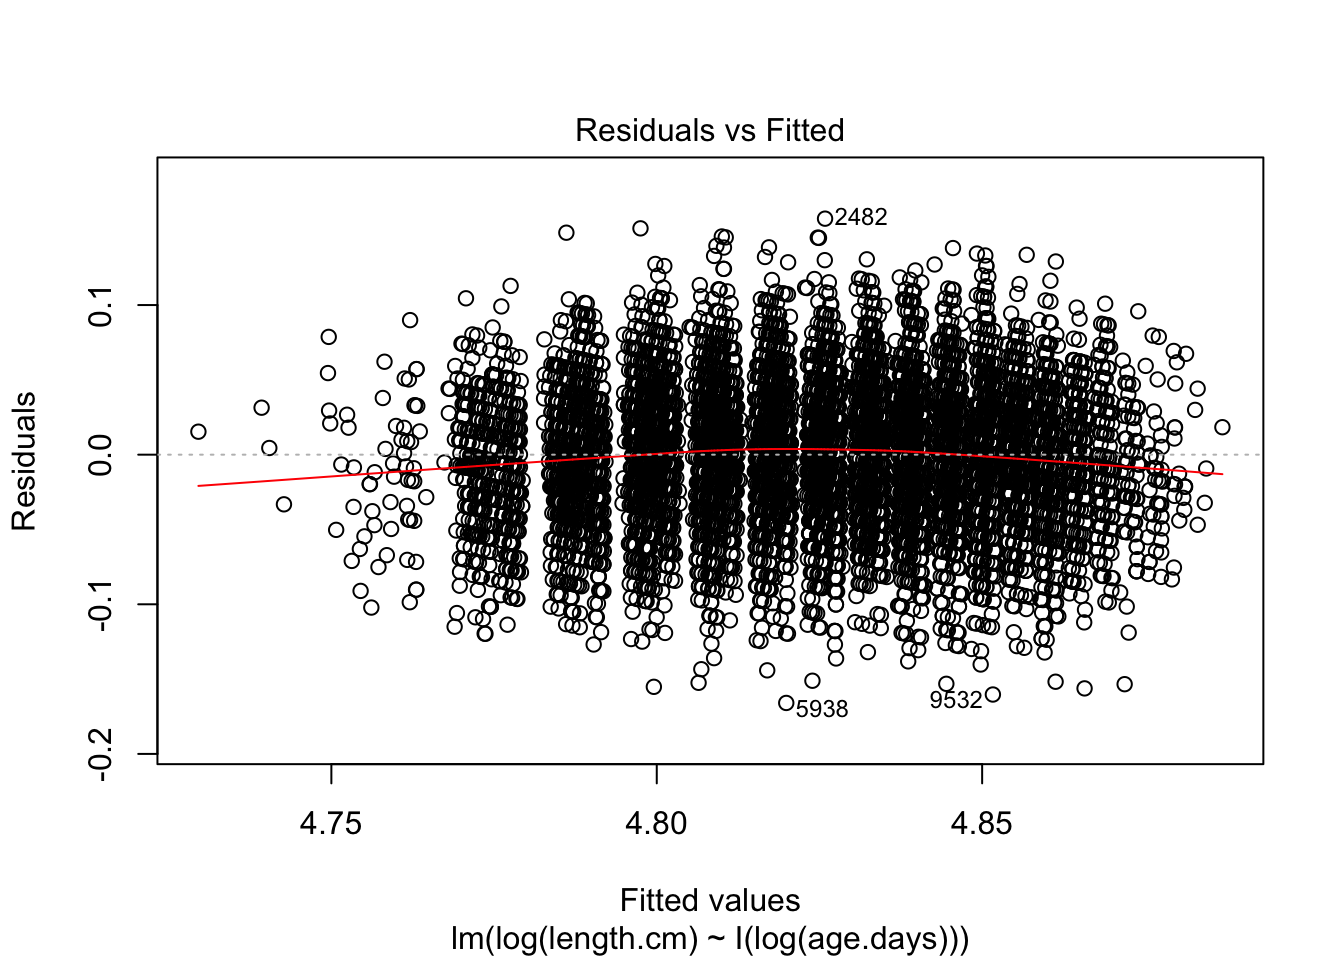 Residuals vs Fitted
2482
0.1
0.0
-0.1
-0.2
Residuals
5938
9532
4.75
4.80
4.85
Fitted values
lm(log(length.cm) ~ I(log(age.days)))